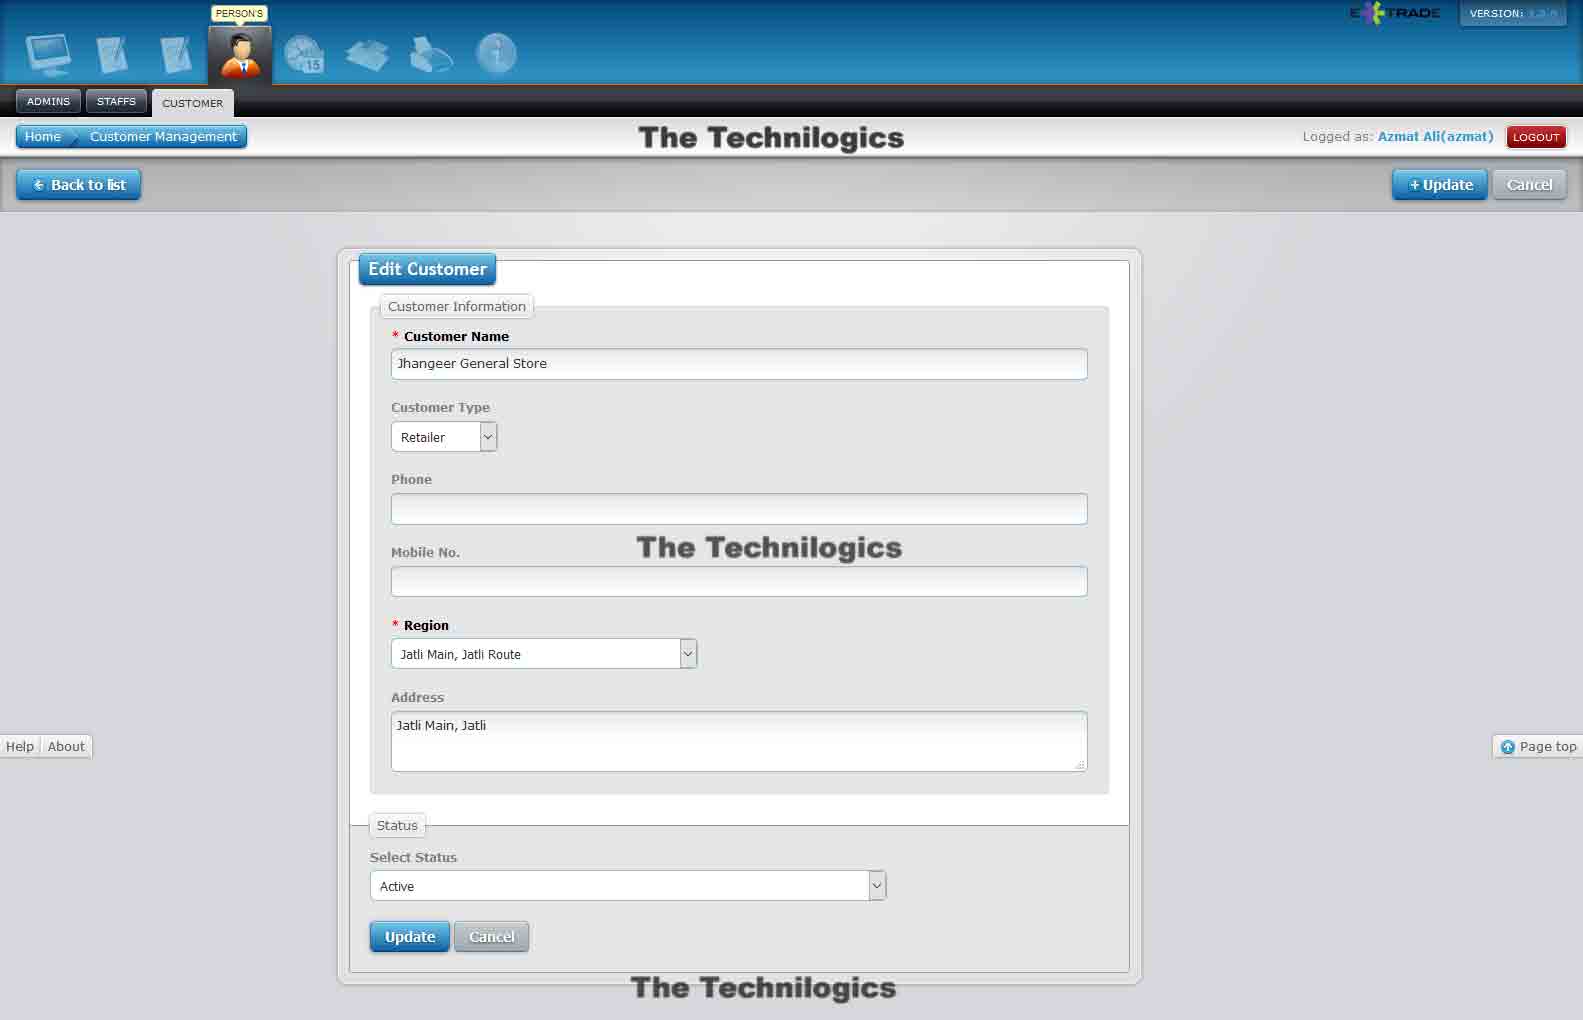 PERSON'S
E TRADE
VERSION:
15
ADMINS STAFFS CUSTOMER
Home Customer Management The Technilogics Logged as: Azmat Ali(azmat) LOGOUT
Back to list + Update Cancel
Edit Customer
Customer Information
* Customer Name
Jhangeer General Store
Customer Type
Retailer
Phone
The Technilogics
Mobile No.
* Region
Jatli Main, Jatli Route
Address
Jatli Main, Jatli
Help About Page top
Status
Select Status
Active
Update Cancel
The Technilogics